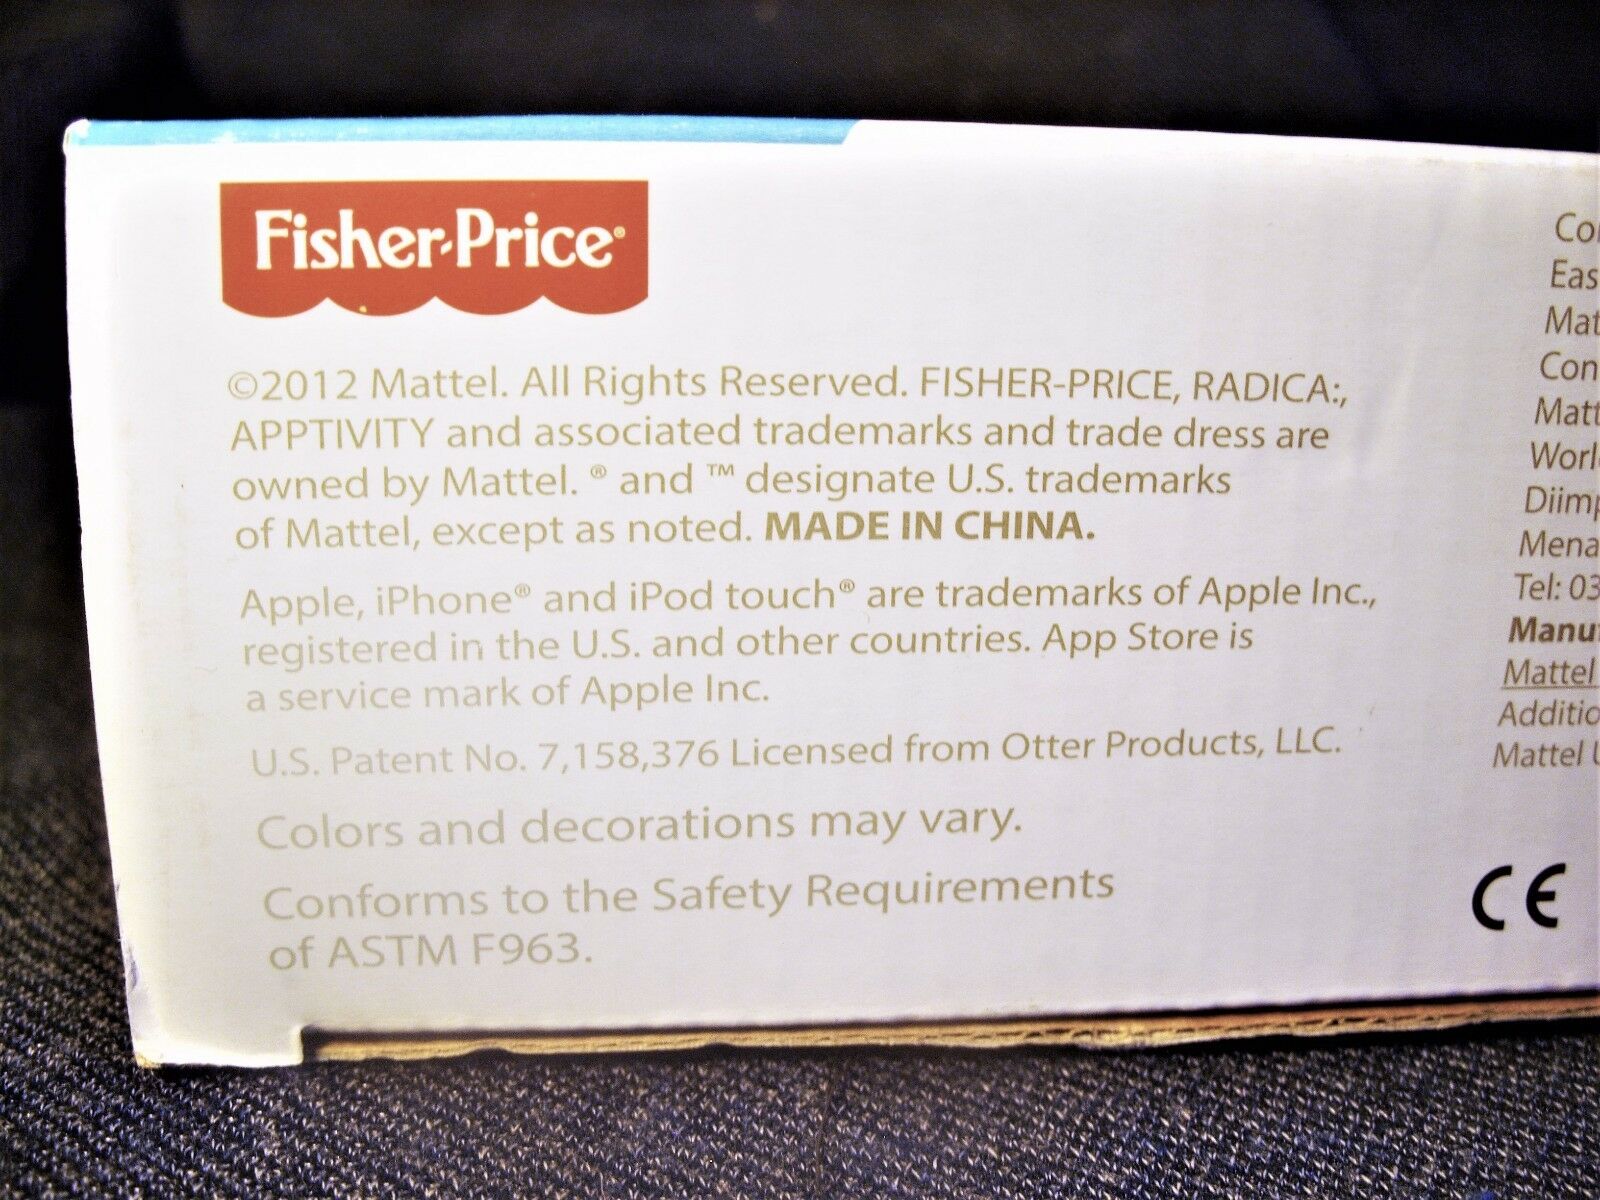 Fisher-Price®
©2012 Mattel. All Rights Reserved. FISHER-PRICE, RADICA:,
APPTIVITY and associated trademarks and trade dress are
owned by Mattel. ® and ™ designate U.S. trademarks
of Mattel, except as noted. MADE IN CHINA.
Apple, iPhone® and iPod touch® are trademarks of Apple Inc.,
registered in the U.S. and other countries. App Store is
a service mark of Apple Inc.
U.S. Patent No. 7,158,376 Licensed from Otter Products, LLC.
Colors and decorations may vary.
Conforms to the Safety Requirements
of ASTM F963.
Tel: 03
Mattel
Mattel
CE